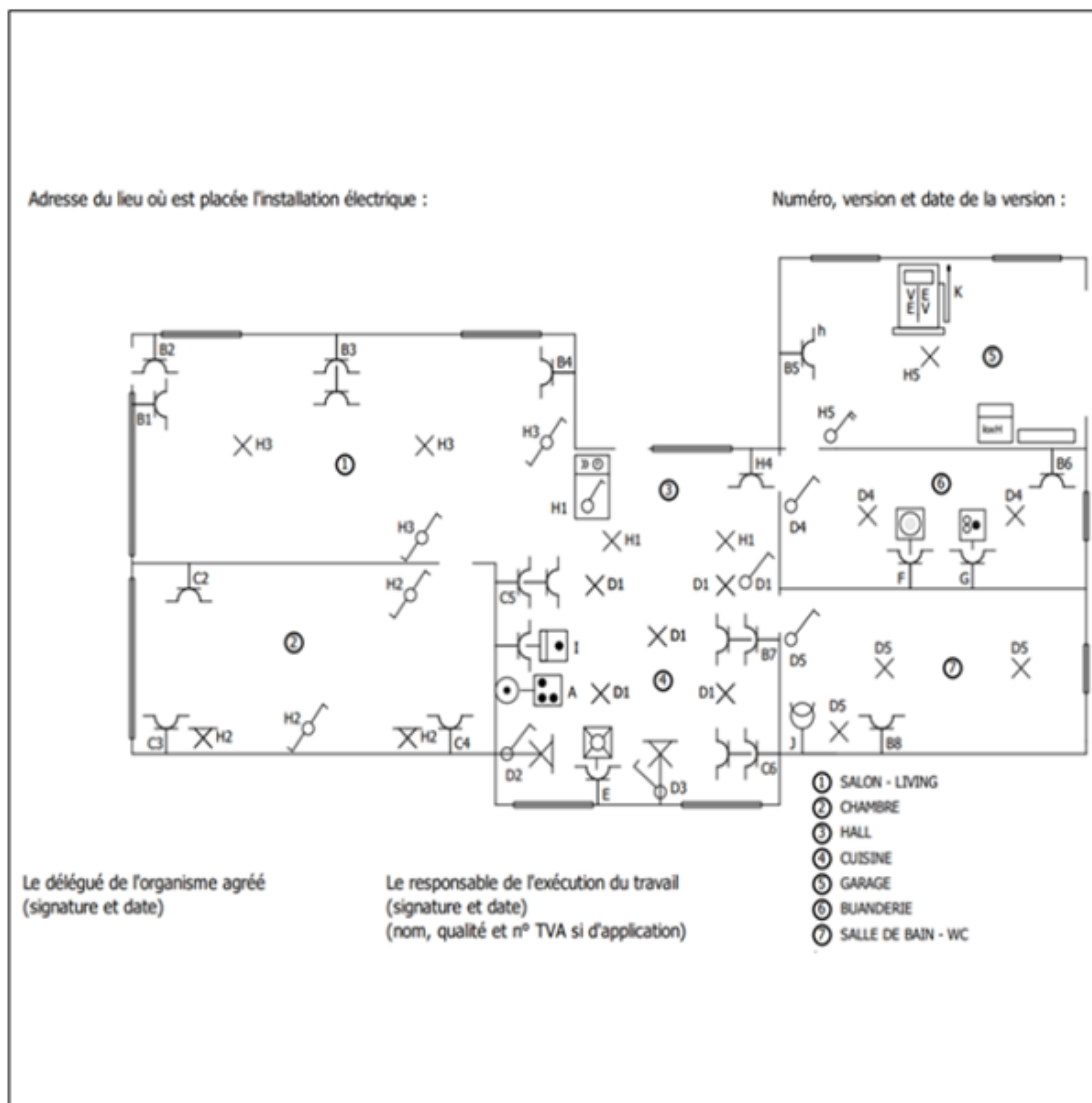 Adresse du lieu où est placée l'installation électrique :
Numéro, version et date de la version :
V E
E V
K
B2
B3
B4
h
B5
H5
5
B1
H3
H3
H3
H5
kwH
1
3
H4
B6
6
H1
D4
D4
D4
H3
H1
H1
C2
H2
C5
D1
D1
D1
F
G
2
I
D1
B7
D5
D5
D5
7
A
D1
4
D1
H2
D5
C3
H2
H2
C4
D2
E
D3
C6
J
B8
1 SALON - LIVING
2 CHAMBRE
3 HALL
4 CUISINE
5 GARAGE
6 BUANDERIE
7 SALLE DE BAIN - WC
Le délégué de l'organisme agréé
(signature et date)
Le responsable de l'exécution du travail
(signature et date)
(nom, qualité et n° TVA si d'application)